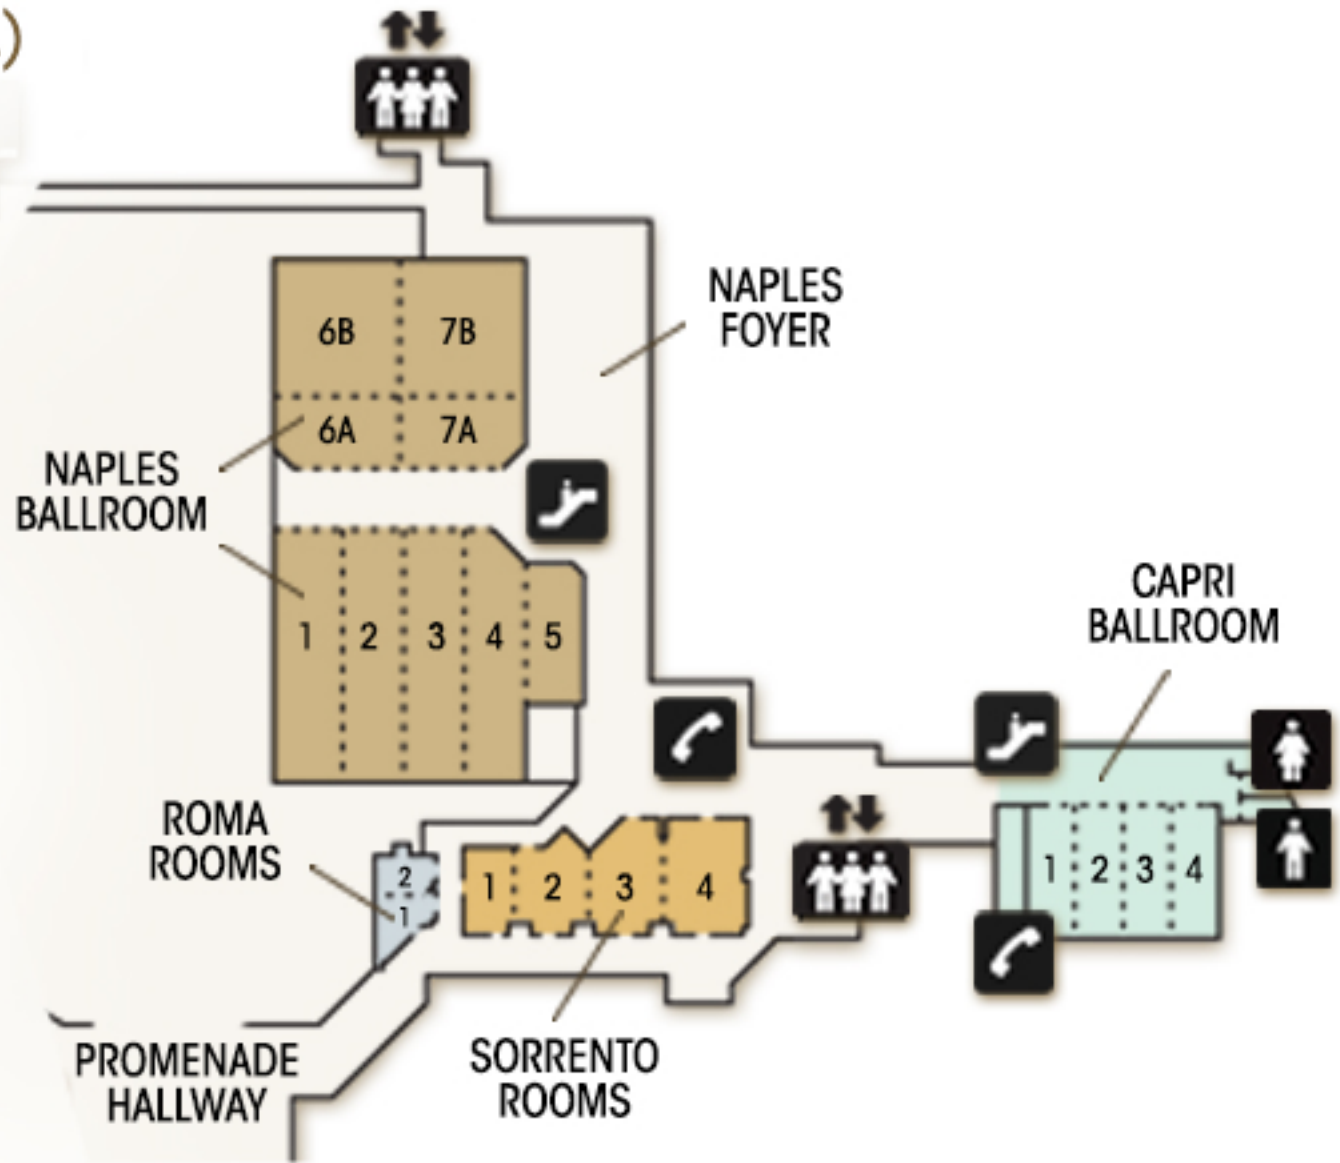 )
NAPLES
FOYER
6B
7B
6A
7A
NAPLES
BALLROOM
CAPRI
BALLROOM
1
2
3
4
5
ROMA
ROOMS
2
1
1
2
3
4
1
2
3
4
PROMENADE
HALLWAY
SORRENTO
ROOMS